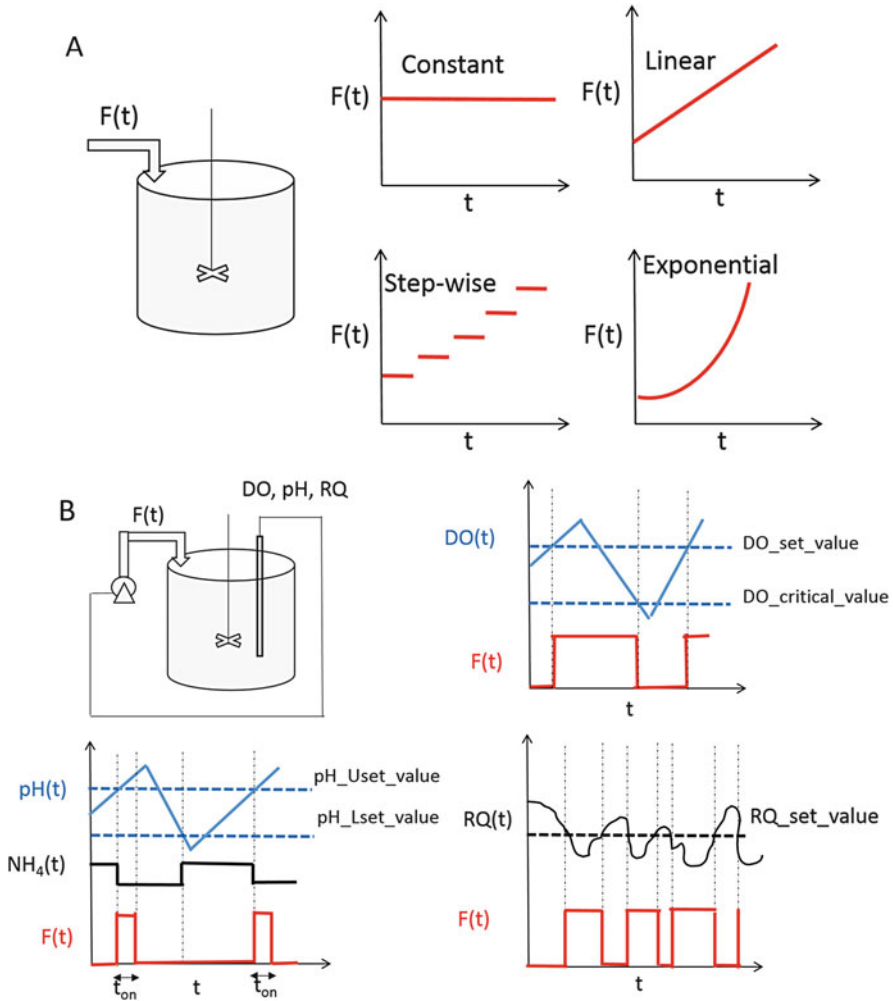 A
F(t)
Constant
F(t)
t
Linear
F(t)
t
Step-wise
F(t)
t
Exponential
F(t)
t
B
F(t)
DO, pH, RQ
DO(t)
DO_set_value
DO_critical_value
F(t)
t
pH(t)
pH_Uset_value
pH_Lset_value
NH₄(t)
F(t)
tₒₙ
t
tₒₙ
RQ(t)
RQ_set_value
F(t)
t